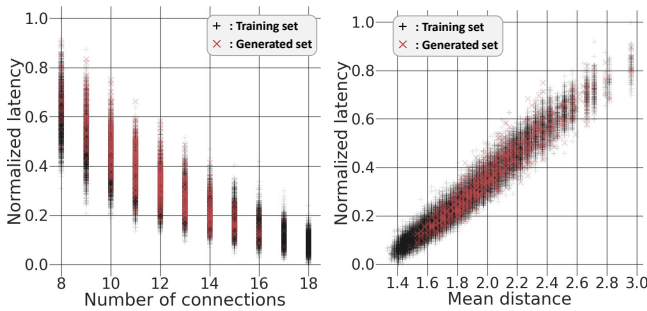 + : Training set
× : Generated set
Normalized latency
1.0
0.8
0.6
0.4
0.2
0.0
8 10 12 14 16 18
Number of connections
+ : Training set
× : Generated set
Normalized latency
1.0
0.8
0.6
0.4
0.2
0.0
1.4 1.6 1.8 2.0 2.2 2.4 2.6 2.8 3.0
Mean distance